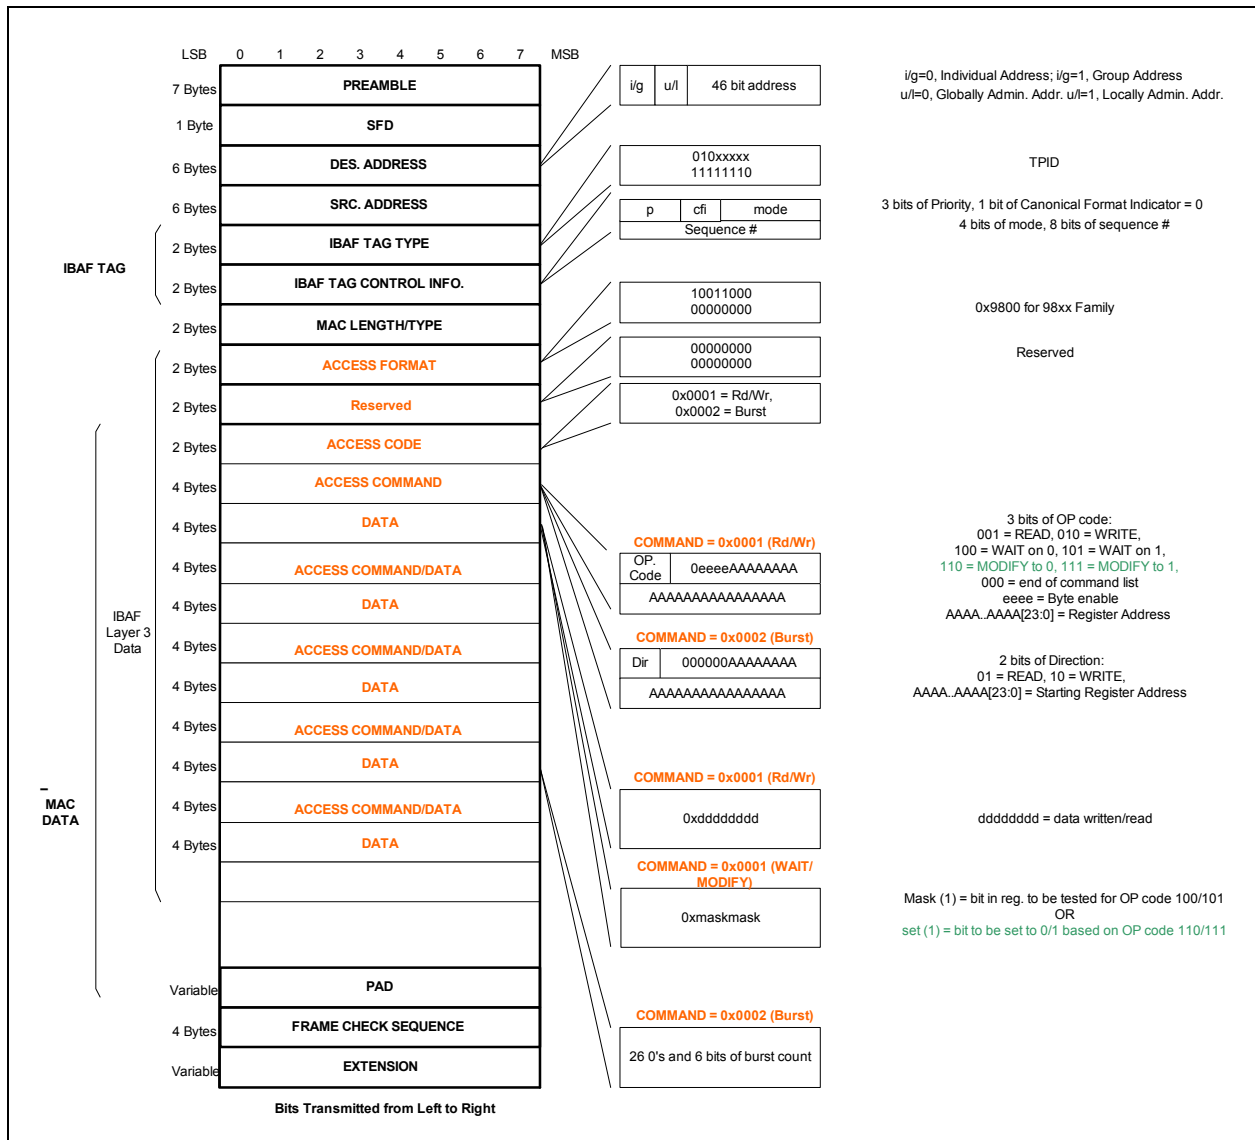 LSB 0 1 2 3 4 5 6 7 MSB
7 Bytes PREAMBLE
1 Byte SFD
6 Bytes DES. ADDRESS
6 Bytes SRC. ADDRESS
IBAF TAG
2 Bytes IBAF TAG TYPE
2 Bytes IBAF TAG CONTROL INFO.
2 Bytes MAC LENGTH/TYPE
2 Bytes ACCESS FORMAT
2 Bytes Reserved
2 Bytes ACCESS CODE
4 Bytes ACCESS COMMAND
4 Bytes DATA
4 Bytes ACCESS COMMAND/DATA
4 Bytes DATA
IBAF
Layer 3
Data
4 Bytes ACCESS COMMAND/DATA
4 Bytes DATA
4 Bytes ACCESS COMMAND/DATA
4 Bytes DATA
_
MAC
DATA
4 Bytes ACCESS COMMAND/DATA
4 Bytes DATA
Variable PAD
4 Bytes FRAME CHECK SEQUENCE
Variable EXTENSION
Bits Transmitted from Left to Right
i/g u/l 46 bit address
i/g=0, Individual Address; i/g=1, Group Address
u/l=0, Globally Admin. Addr. u/l=1, Locally Admin. Addr.
010xxxxx
11111110
TPID
p cfi mode
Sequence #
3 bits of Priority, 1 bit of Canonical Format Indicator = 0
4 bits of mode, 8 bits of sequence #
10011000
00000000
0x9800 for 98xx Family
00000000
00000000
Reserved
0x0001 = Rd/Wr,
0x0002 = Burst
COMMAND = 0x0001 (Rd/Wr)
OP.
Code
0eeeeAAAAAAAA
AAAAAAAAAAAAAAAA
3 bits of OP code:
001 = READ, 010 = WRITE,
100 = WAIT on 0, 101 = WAIT on 1,
110 = MODIFY to 0, 111 = MODIFY to 1,
000 = end of command list
eeee = Byte enable
AAAA..AAAA[23:0] = Register Address
COMMAND = 0x0002 (Burst)
Dir 000000AAAAAAAA
AAAAAAAAAAAAAAAA
2 bits of Direction:
01 = READ, 10 = WRITE,
AAAA..AAAA[23:0] = Starting Register Address
COMMAND = 0x0001 (Rd/Wr)
0xdddddddd
dddddddd = data written/read
COMMAND = 0x0001 (WAIT/
MODIFY)
0xmaskmask
Mask (1) = bit in reg. to be tested for OP code 100/101
OR
set (1) = bit to be set to 0/1 based on OP code 110/111
COMMAND = 0x0002 (Burst)
26 0's and 6 bits of burst count